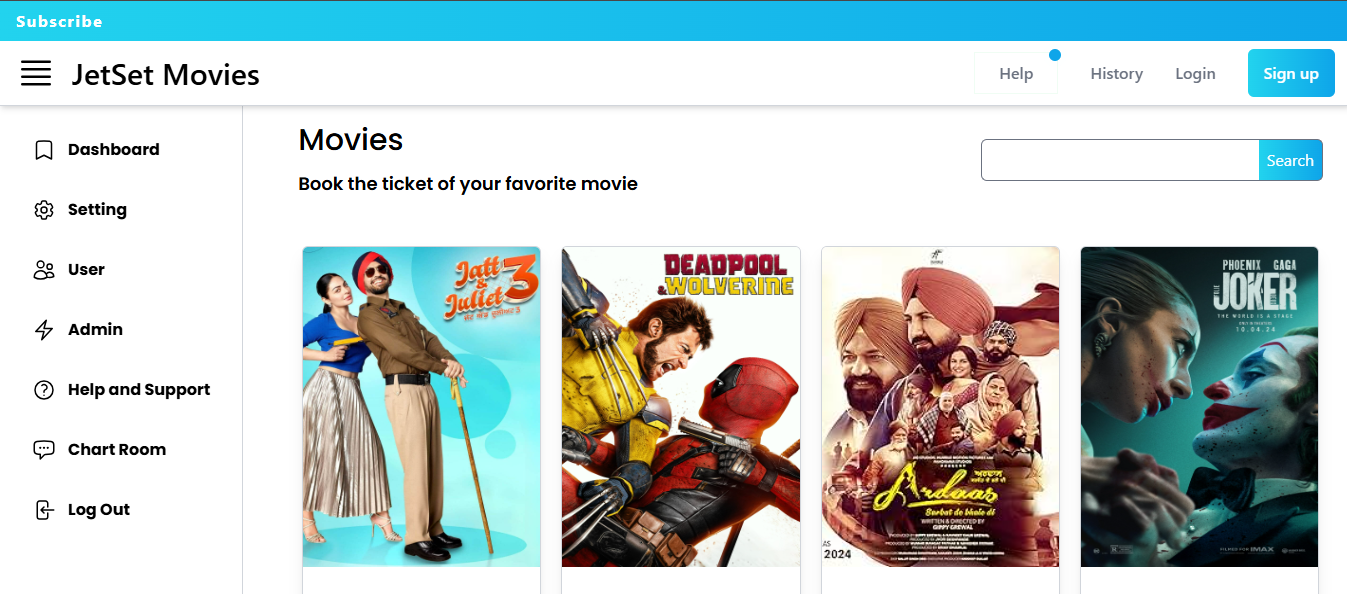 Subscribe
JetSet Movies
Help
History
Login
Sign up
Dashboard
Setting
User
Admin
Help and Support
Chart Room
Log Out
Movies
Book the ticket of your favorite movie
Search
Jatt
&
Juliet 3
ਜੱਟ ਐਂਡ ਜੂਲੀਅਟ 3
DEADPOOL
& WOLVERINE
ਅਰਦਾਸ
Ardaas
Sarbat de bhale di
WRITTEN & DIRECTED BY
GIPPY GREWAL
2024
PHOENIX GAGA
JOKER
THE WORLD IS A STAGE
10.04.24
FILMED FOR IMAX